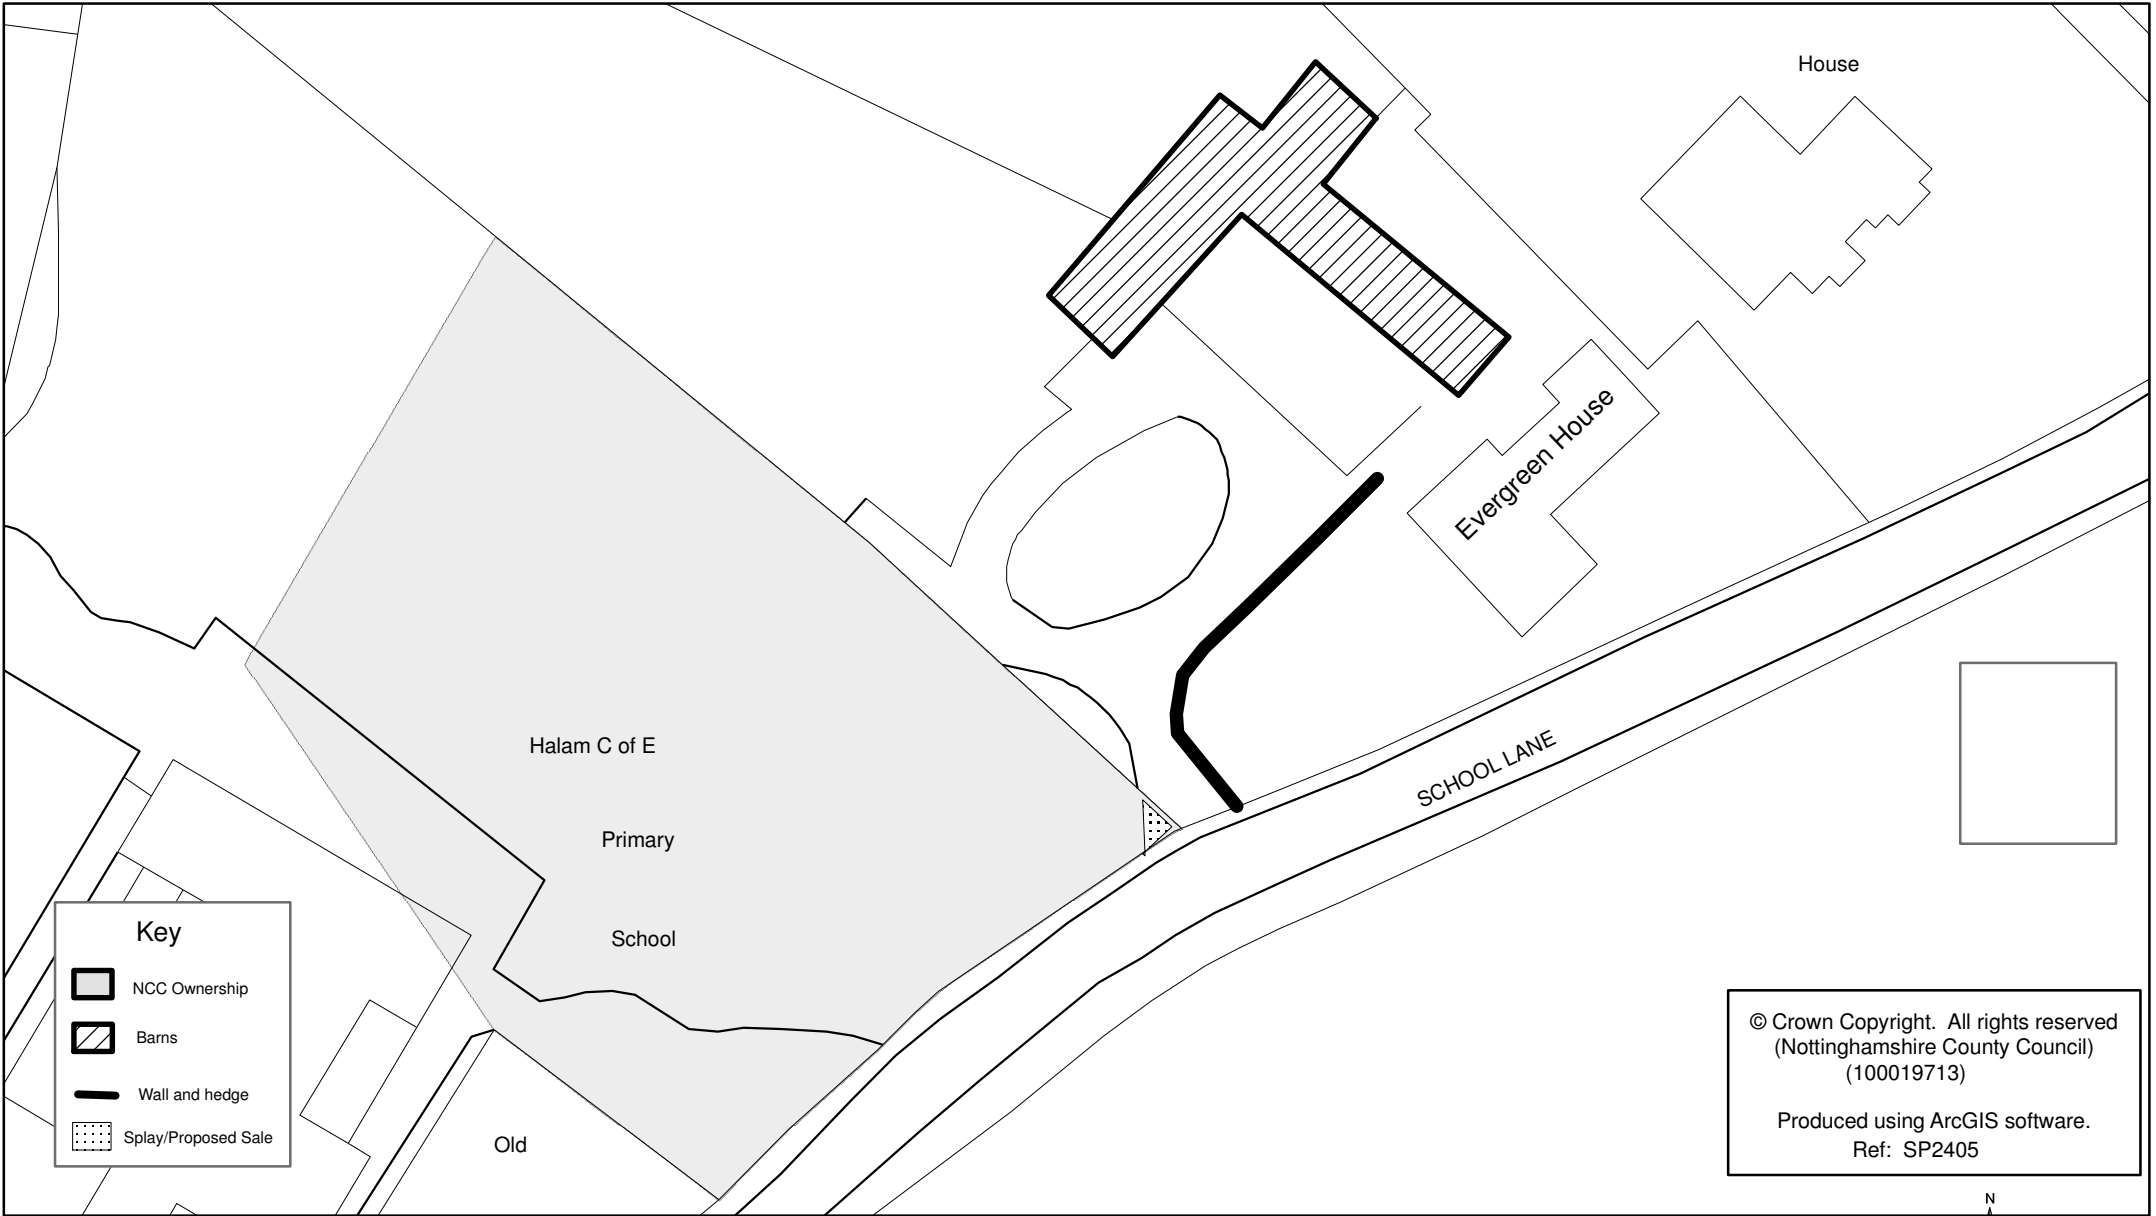 House
Evergreen House
SCHOOL LANE
Halam C of E
Primary
School
Old
Key
NCC Ownership
Barns
Wall and hedge
Splay/Proposed Sale
© Crown Copyright. All rights reserved
(Nottinghamshire County Council)
(100019713)
Produced using ArcGIS software.
Ref: SP2405
N